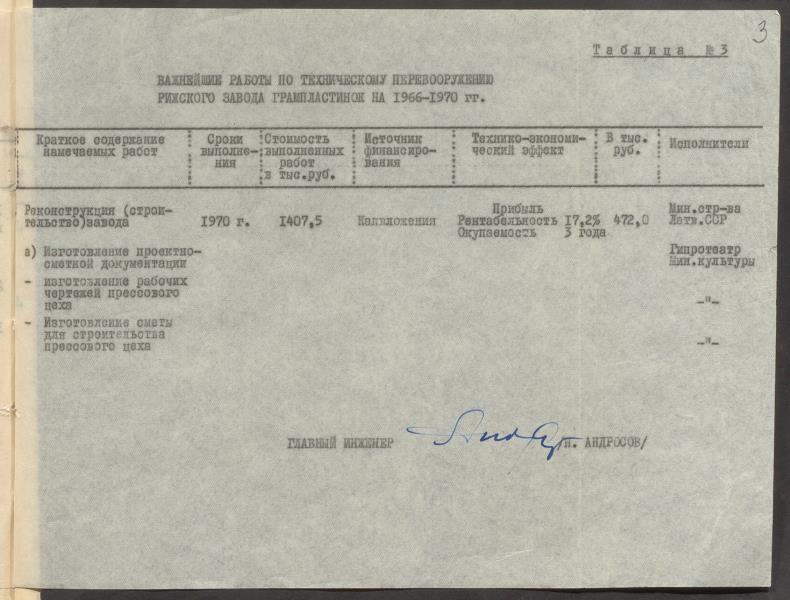 3
Таблица №3
ВАЖНЕЙШИЕ РАБОТЫ ПО ТЕХНИЧЕСКОМУ ПЕРЕВООРУЖЕНИЮ
РИЖСКОГО ЗАВОДА ГРАМПЛАСТИНОК НА 1966-1970 гг.
Краткое содержание
намечаемых работ
Сроки
выполне-
ния
Стоимость
выполненных
работ
в тыс.руб.
Источник
финансиро-
вания
Технико-экономи-
ческий эффект
В тыс.
руб.
Исполнители
Реконструкция (строи-
тельство)завода
1970 г.
1407,5
Капвложения
Прибыль
Рентабельность 17,2%
Окупаемость 3 года
472,0
Мин.стр-ва
Латв.ССР
а) Изготовление проектно-
сметной документации
Гипротеатр
Мин.культуры
- изготовление рабочих
чертежей прессового
цеха
-"-
- Изготовление сметы
для строительства
прессового цеха
-"-
ГЛАВНЫЙ ИНЖЕНЕР
АНДРОСОВ/